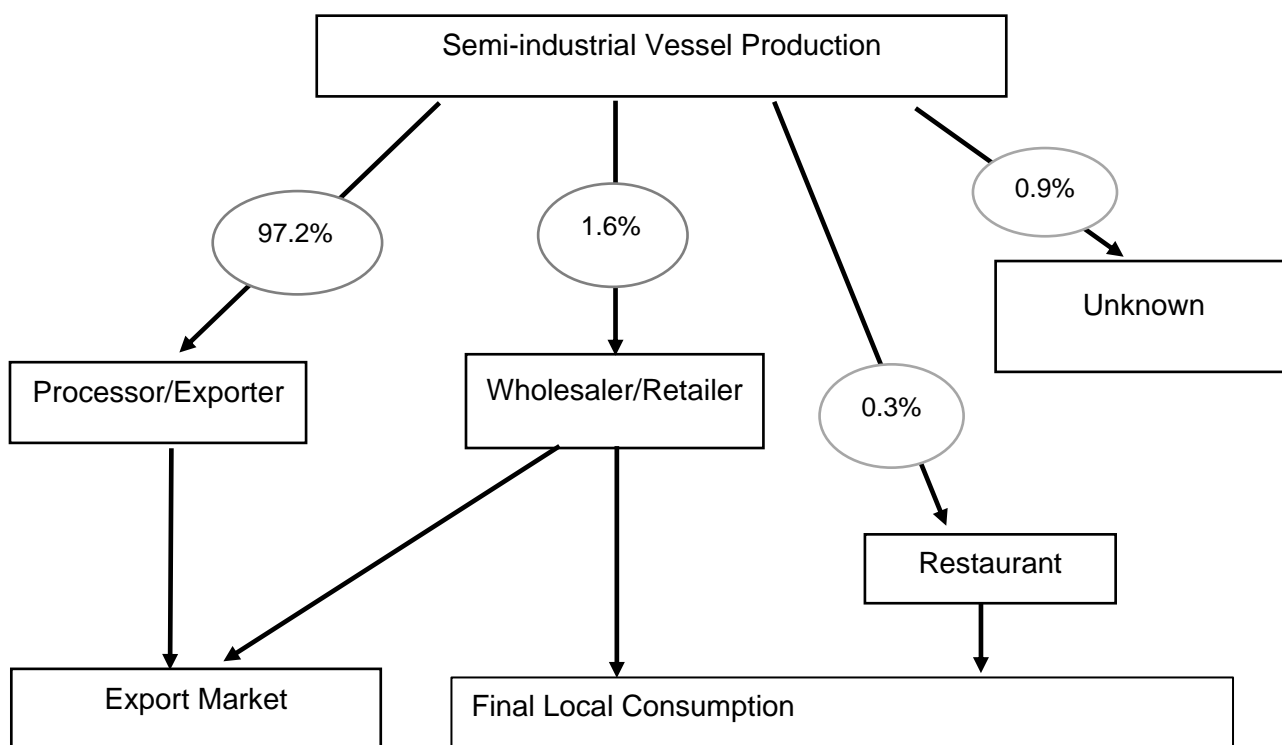 Semi-industrial Vessel Production
0.9%
97.2%
1.6%
Unknown
Processor/Exporter
Wholesaler/Retailer
0.3%
Restaurant
Export Market
Final Local Consumption